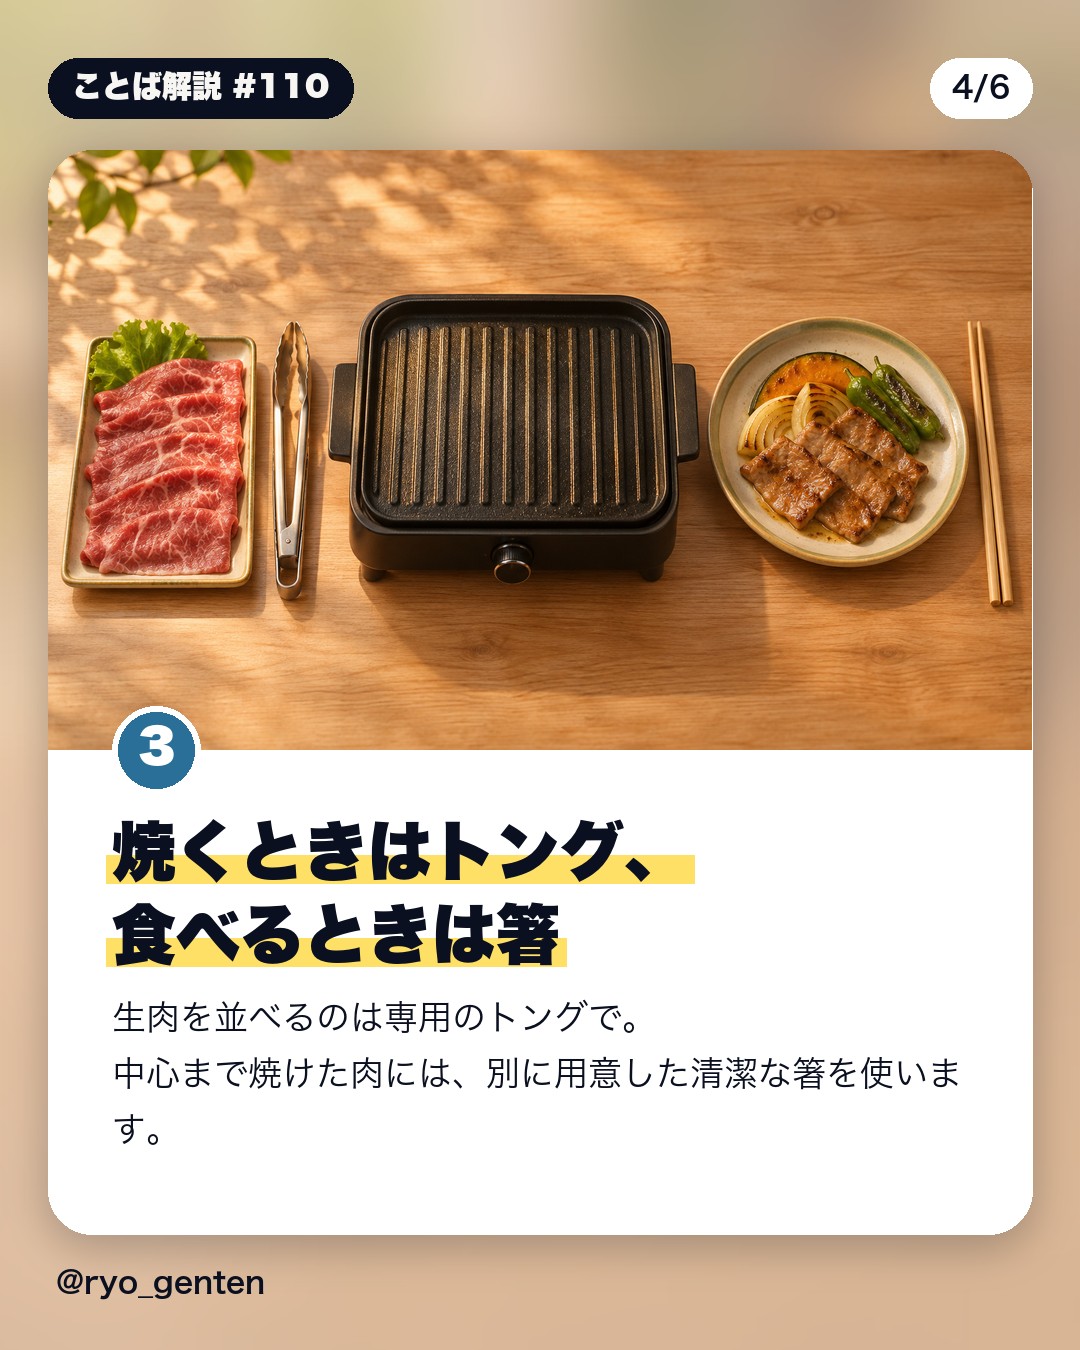 ことば解説 #110
4/6
3
焼くときはトング、
食べるときは箸
生肉を並べるのは専用のトングで。
中心まで焼けた肉には、別に用意した清潔な箸を使いま
す。
@ryo_genten